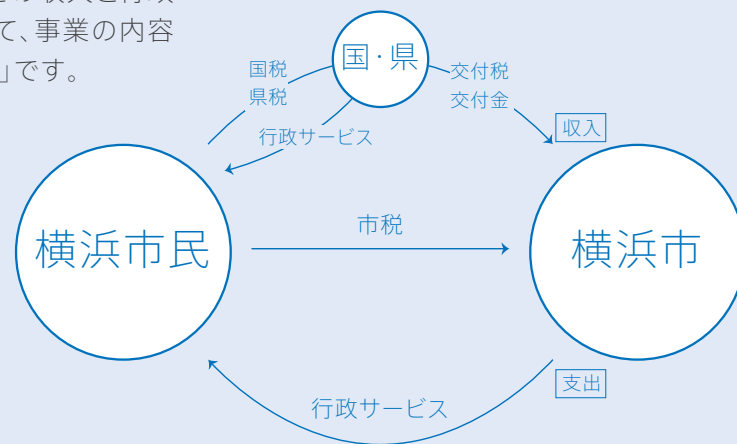 て、事業の内容
」です。
国・県
国税
県税
交付税
交付金
行政サービス
収入
横浜市民
市税
横浜市
支出
行政サービス